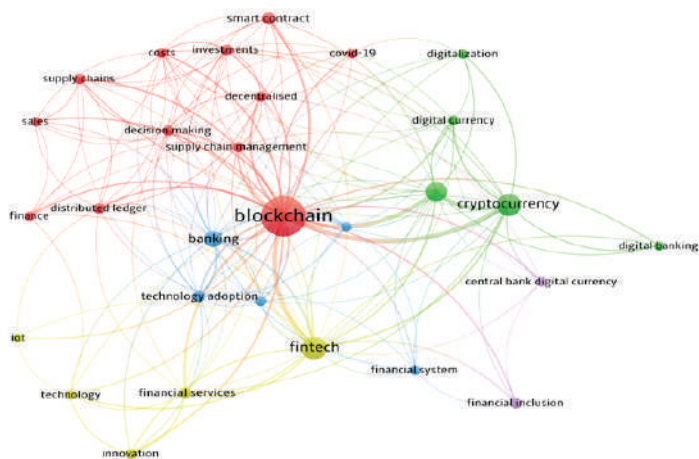 smart contract
costs
investments
covid-19
digitalization
supply chains
decentralised
sales
decision making
digital currency
supply chain management
finance
distributed ledger
blockchain
cryptocurrency
banking
digital banking
technology adoption
central bank digital currency
iot
fintech
financial system
technology
financial services
financial inclusion
innovation